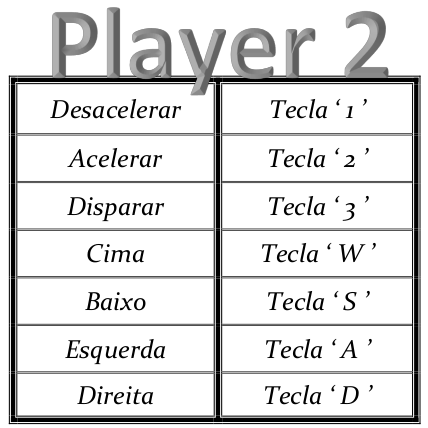 Player 2
Desacelerar Tecla ‘ 1 ’
Acelerar Tecla ‘ 2 ’
Disparar Tecla ‘ 3 ’
Cima Tecla ‘ W ’
Baixo Tecla ‘ S ’
Esquerda Tecla ‘ A ’
Direita Tecla ‘ D ’